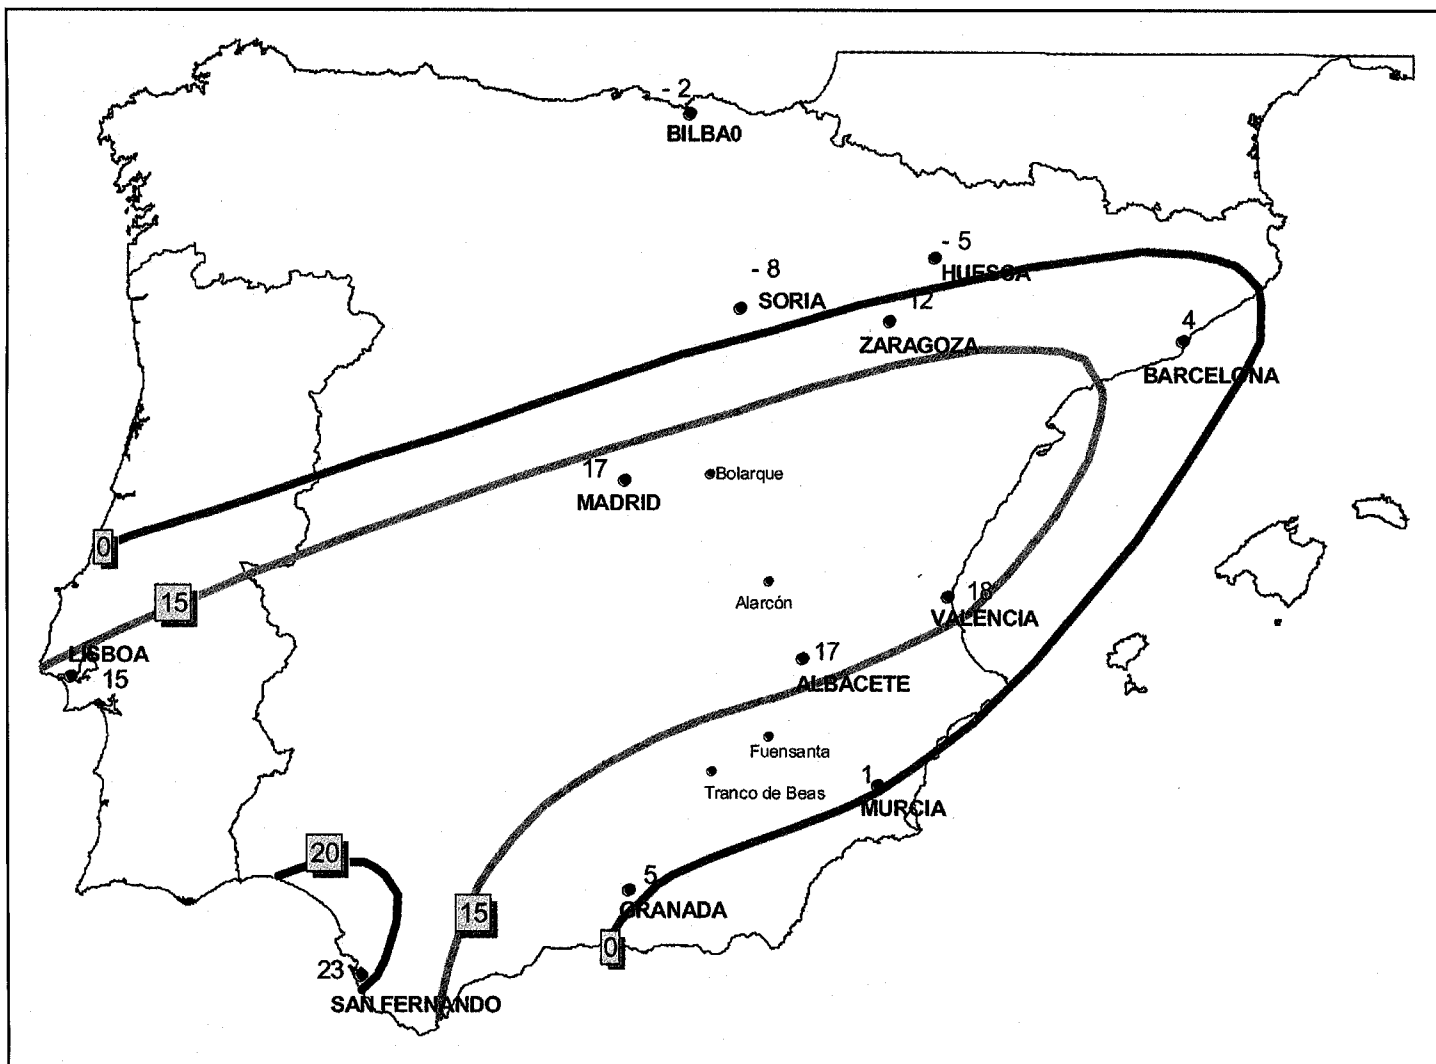 - 2
BILBA0
- 5
HUESCA
- 8
SORIA
12
ZARAGOZA
4
BARCELONA
17
MADRID
Bolarque
0
15
Alarcón
18
VALENCIA
LISBOA
15
17
ALBACETE
Fuensanta
Tranco de Beas
1
MURCIA
20
5
GRANADA
15
0
23
SAN FERNANDO